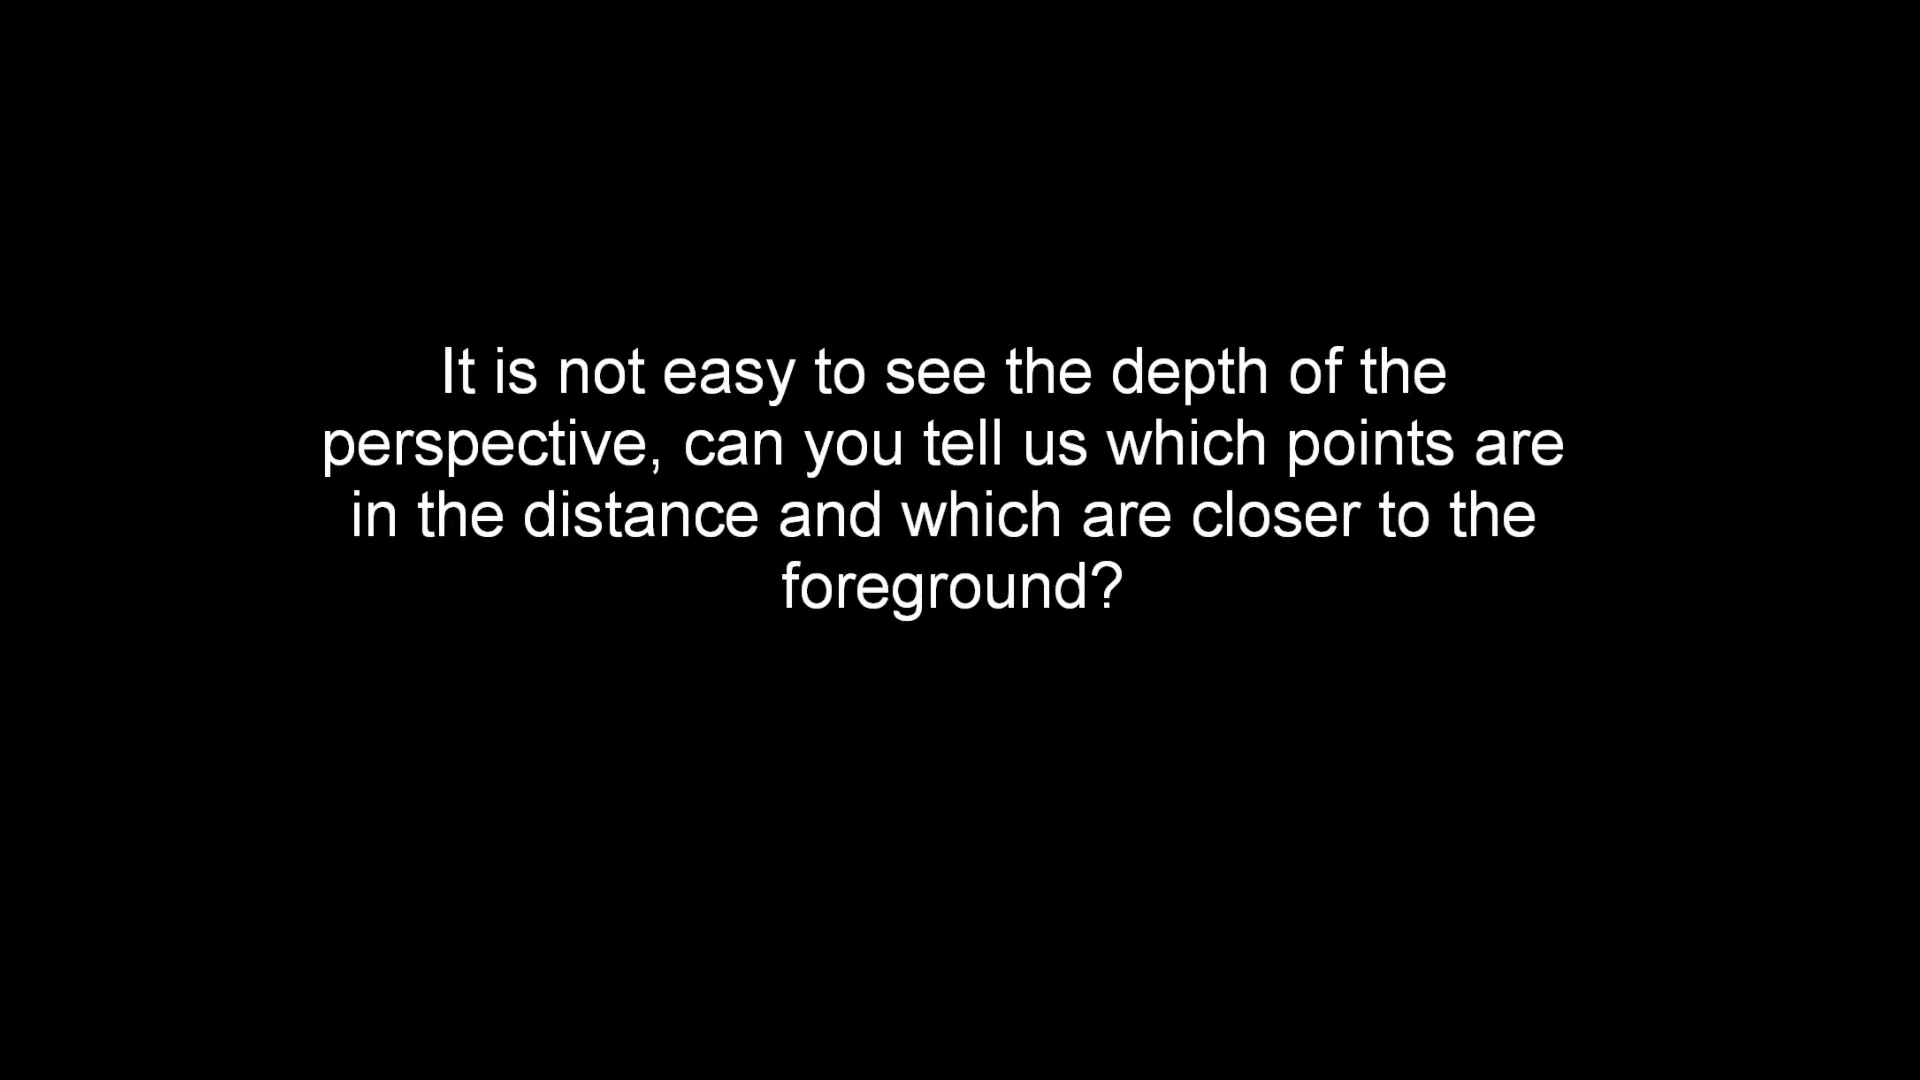 It is not easy to see the depth of the
perspective, can you tell us which points are
in the distance and which are closer to the
foreground?